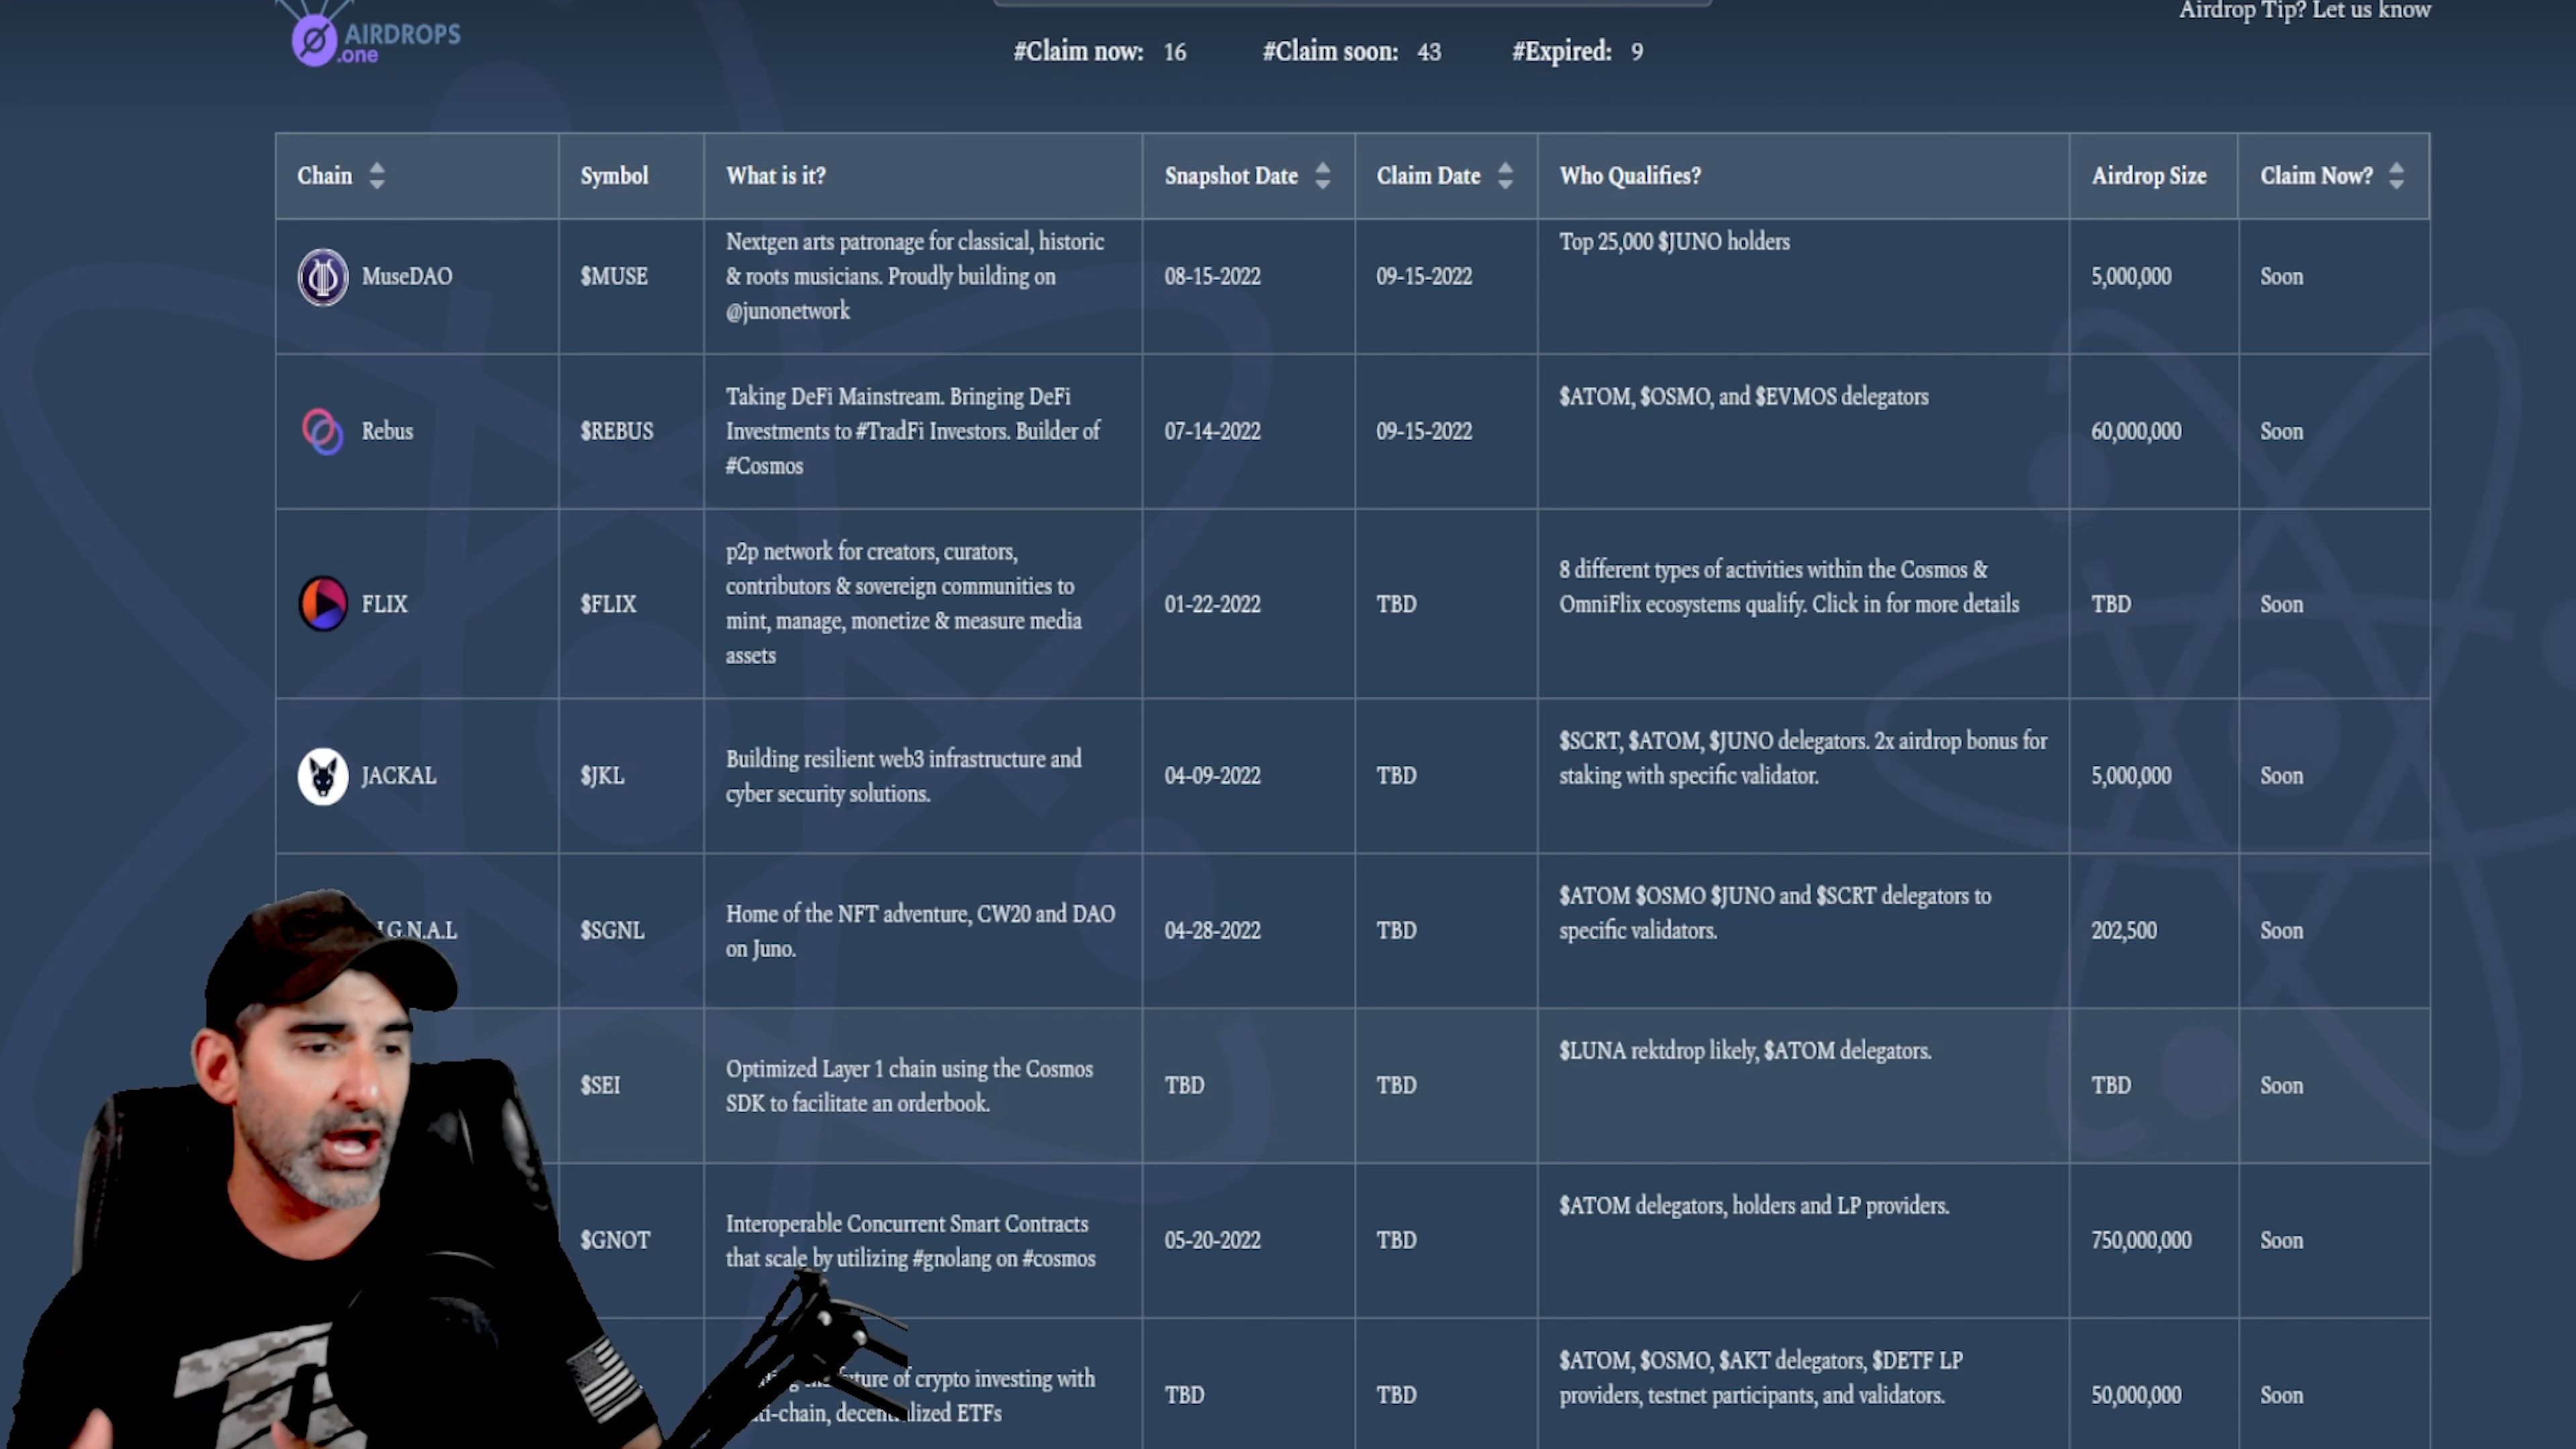 AIRDROPS
.one
#Claim now: 16 #Claim soon: 43 #Expired: 9
Airdrop Tip? Let us know
Chain Symbol What is it? Snapshot Date Claim Date Who Qualifies? Airdrop Size Claim Now?
MuseDAO
$MUSE
Nextgen arts patronage for classical, historic
& roots musicians. Proudly building on
@junonetwork
08-15-2022
09-15-2022
Top 25,000 $JUNO holders
5,000,000
Soon
Rebus
$REBUS
Taking DeFi Mainstream. Bringing DeFi
Investments to #TradFi Investors. Builder of
#Cosmos
07-14-2022
09-15-2022
$ATOM, $OSMO, and $EVMOS delegators
60,000,000
Soon
FLIX
$FLIX
p2p network for creators, curators,
contributors & sovereign communities to
mint, manage, monetize & measure media
assets
01-22-2022
TBD
8 different types of activities within the Cosmos &
OmniFlix ecosystems qualify. Click in for more details
TBD
Soon
JACKAL
$JKL
Building resilient web3 infrastructure and
cyber security solutions.
04-09-2022
TBD
$SCRT, $ATOM, $JUNO delegators. 2x airdrop bonus for
staking with specific validator.
5,000,000
Soon
I.G.N.A.L
$SGNL
Home of the NFT adventure, CW20 and DAO
on Juno.
04-28-2022
TBD
$ATOM $OSMO $JUNO and $SCRT delegators to
specific validators.
202,500
Soon
$SEI
Optimized Layer 1 chain using the Cosmos
SDK to facilitate an orderbook.
TBD
TBD
$LUNA rektdrop likely, $ATOM delegators.
TBD
Soon
$GNOT
Interoperable Concurrent Smart Contracts
that scale by utilizing #gnolang on #cosmos
05-20-2022
TBD
$ATOM delegators, holders and LP providers.
750,000,000
Soon
of crypto investing with
decentralized ETFs
TBD
TBD
$ATOM, $OSMO, $AKT delegators, $DETF LP
providers, testnet participants, and validators.
50,000,000
Soon